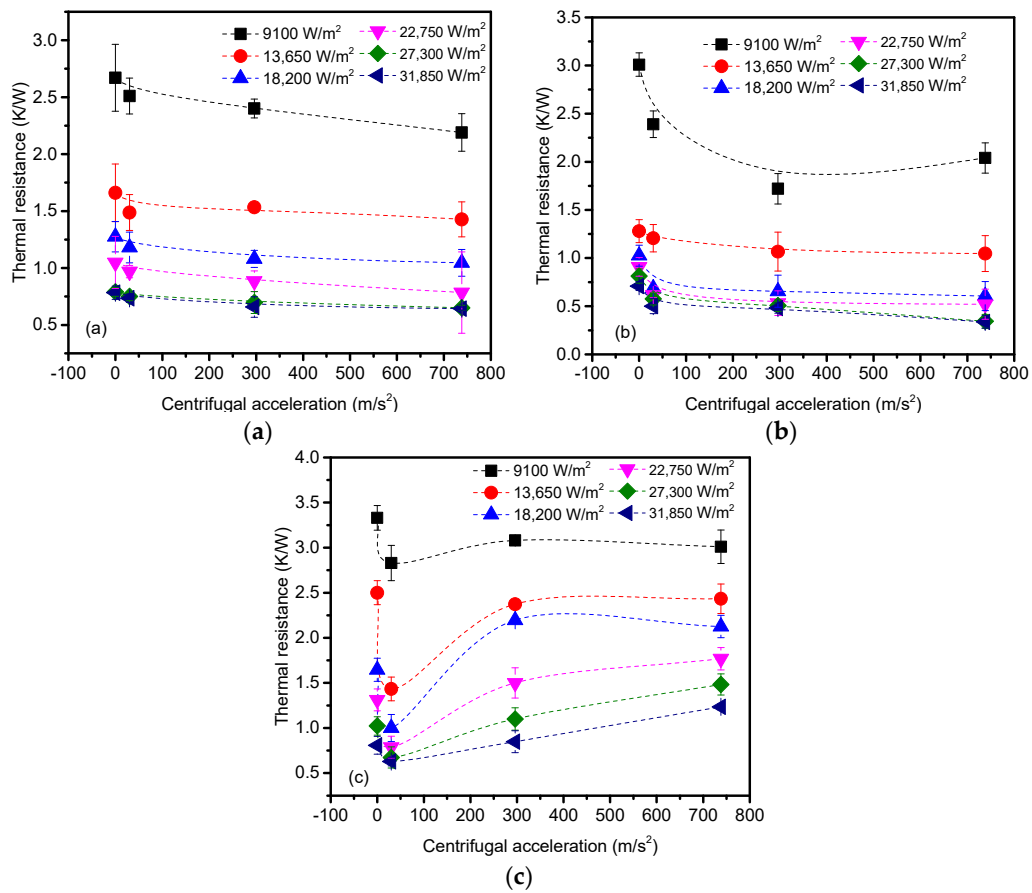 3.0
2.5
2.0
1.5
1.0
0.5
Thermal resistance (K/W)
9100 W/m²
13,650 W/m²
18,200 W/m²
22,750 W/m²
27,300 W/m²
31,850 W/m²
(a)
-100 0 100 200 300 400 500 600 700 800
Centrifugal acceleration (m/s²)
(a)
3.5
3.0
2.5
2.0
1.5
1.0
0.5
0.0
Thermal resistance (K/W)
9100 W/m²
13,650 W/m²
18,200 W/m²
22,750 W/m²
27,300 W/m²
31,850 W/m²
(b)
-100 0 100 200 300 400 500 600 700 800
Centrifugal acceleration (m/s²)
(b)
4.0
3.5
3.0
2.5
2.0
1.5
1.0
0.5
Thermal resistance (K/W)
9100 W/m²
13,650 W/m²
18,200 W/m²
22,750 W/m²
27,300 W/m²
31,850 W/m²
(c)
-100 0 100 200 300 400 500 600 700 800
Centrifugal acceleration (m/s²)
(c)